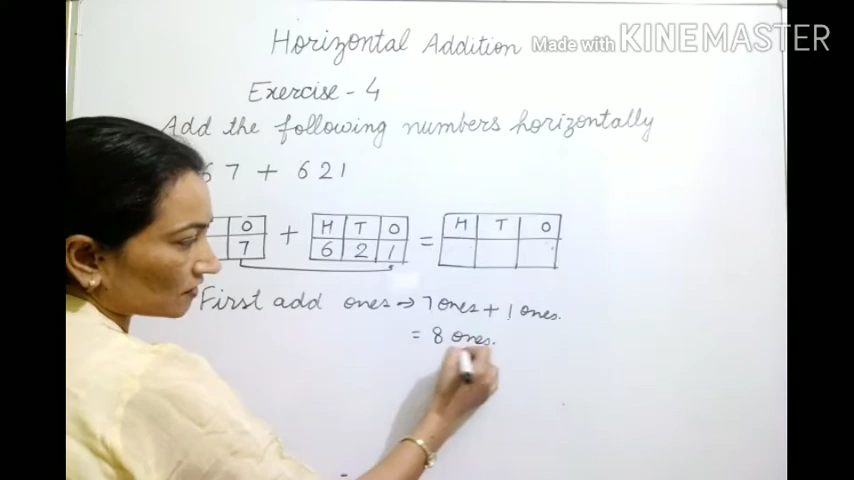 Horizontal Addition
Made with KINEMASTER
Exercise - 4
Add the following numbers horizontally
67 + 621
O + H T O = H T O
7 6 2 1
First add ones → 7 ones + 1 ones.
= 8 ones.